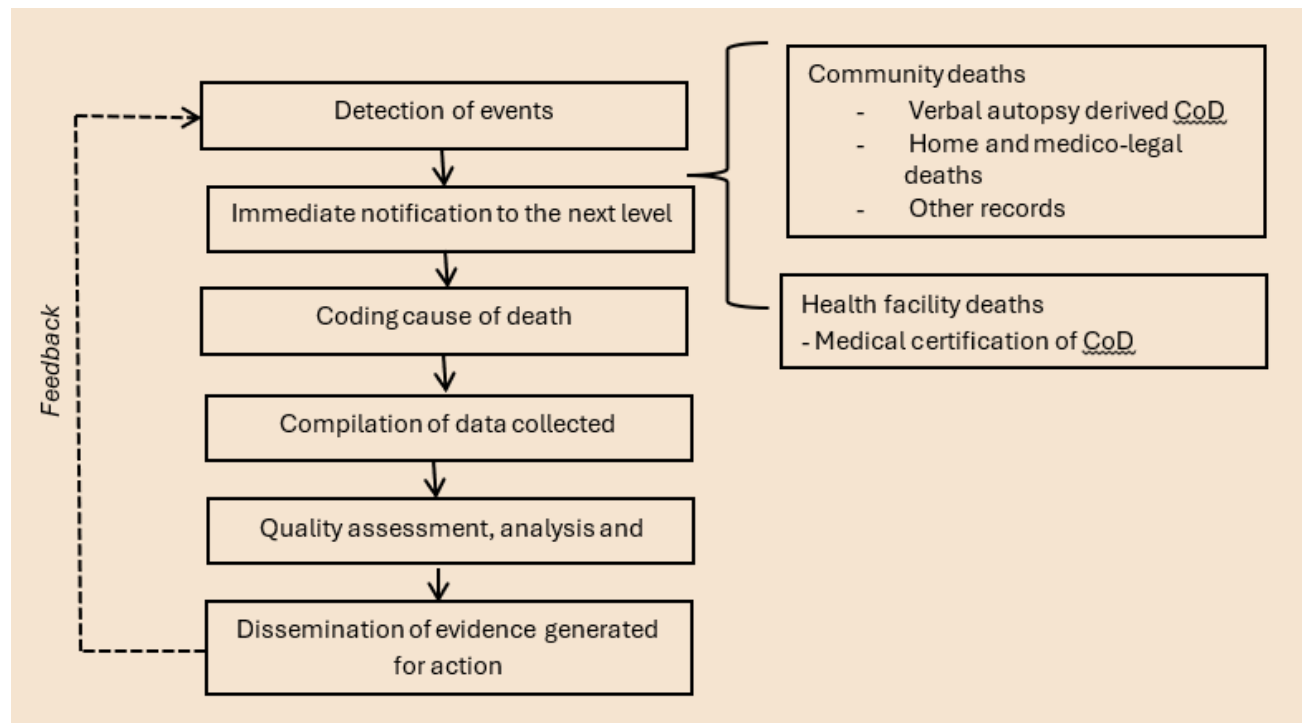 Detection of events
Immediate notification to the next level
Coding cause of death
Compilation of data collected
Quality assessment, analysis and
Dissemination of evidence generated
for action
Feedback
Community deaths
- Verbal autopsy derived CoD
- Home and medico-legal
deaths
- Other records
Health facility deaths
- Medical certification of CoD